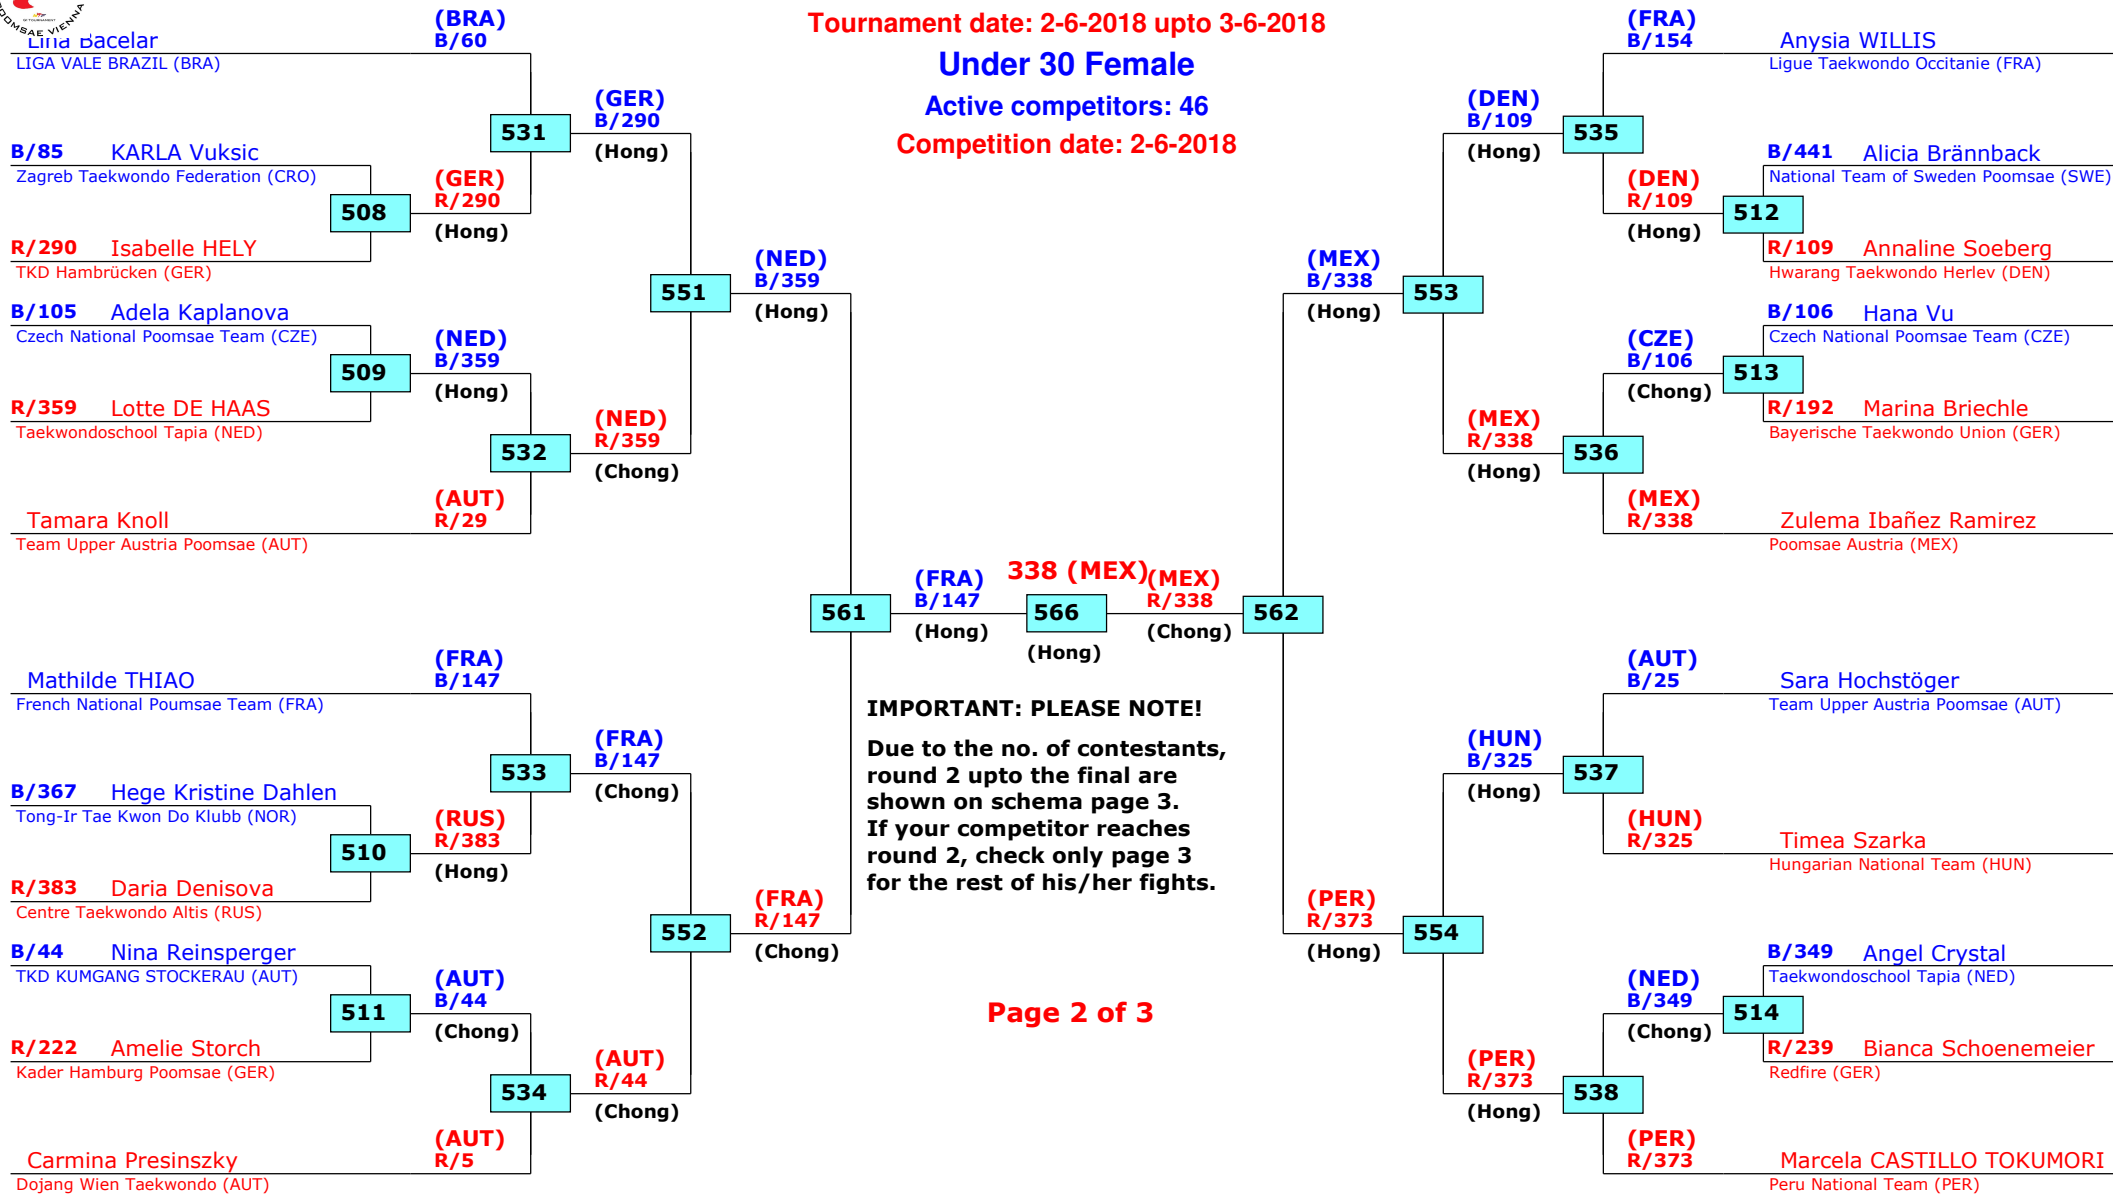 POOMSAE VIENNA
Tournament date: 2-6-2018 upto 3-6-2018
Under 30 Female
Active competitors: 46
Competition date: 2-6-2018
Lina Bacelar
LIGA VALE BRAZIL (BRA)
(BRA)
B/60
B/85 KARLA Vuksic
Zagreb Taekwondo Federation (CRO)
508
R/290 Isabelle HELY
TKD Hambrücken (GER)
(GER)
R/290
(Hong)
531
(GER)
B/290
(Hong)
B/105 Adela Kaplanova
Czech National Poomsae Team (CZE)
509
R/359 Lotte DE HAAS
Taekwondoschool Tapia (NED)
(NED)
B/359
(Hong)
532
(NED)
R/359
(Chong)
Tamara Knoll
Team Upper Austria Poomsae (AUT)
(AUT)
R/29
551
(NED)
B/359
(Hong)
Mathilde THIAO
French National Poumsae Team (FRA)
(FRA)
B/147
B/367 Hege Kristine Dahlen
Tong-Ir Tae Kwon Do Klubb (NOR)
510
R/383 Daria Denisova
Centre Taekwondo Altis (RUS)
(RUS)
R/383
(Hong)
533
(FRA)
B/147
(Chong)
B/44 Nina Reinsperger
TKD KUMGANG STOCKERAU (AUT)
511
R/222 Amelie Storch
Kader Hamburg Poomsae (GER)
(AUT)
B/44
(Chong)
534
(AUT)
R/44
(Chong)
Carmina Presinszky
Dojang Wien Taekwondo (AUT)
(AUT)
R/5
552
(FRA)
R/147
(Chong)
561
(FRA)
B/147
(Hong)
338 (MEX)
566
(Hong)
(MEX)
R/338
(Chong)
562
IMPORTANT: PLEASE NOTE!
Due to the no. of contestants,
round 2 upto the final are
shown on schema page 3.
If your competitor reaches
round 2, check only page 3
for the rest of his/her fights.
Page 2 of 3
(FRA)
B/154
Anysia WILLIS
Ligue Taekwondo Occitanie (FRA)
(DEN)
B/109
(Hong)
535
B/441 Alicia Brännback
National Team of Sweden Poomsae (SWE)
(DEN)
R/109
(Hong)
512
R/109 Annaline Soeberg
Hwarang Taekwondo Herlev (DEN)
(MEX)
B/338
(Hong)
553
B/106 Hana Vu
Czech National Poomsae Team (CZE)
(CZE)
B/106
(Chong)
513
R/192 Marina Briechle
Bayerische Taekwondo Union (GER)
(MEX)
R/338
(Hong)
536
(MEX)
R/338
Zulema Ibañez Ramirez
Poomsae Austria (MEX)
(AUT)
B/25
Sara Hochstöger
Team Upper Austria Poomsae (AUT)
(HUN)
B/325
(Hong)
537
(HUN)
R/325
Timea Szarka
Hungarian National Team (HUN)
(PER)
R/373
(Hong)
554
B/349 Angel Crystal
Taekwondoschool Tapia (NED)
(NED)
B/349
(Chong)
514
R/239 Bianca Schoenemeier
Redfire (GER)
(PER)
R/373
(Hong)
538
(PER)
R/373
Marcela CASTILLO TOKUMORI
Peru National Team (PER)